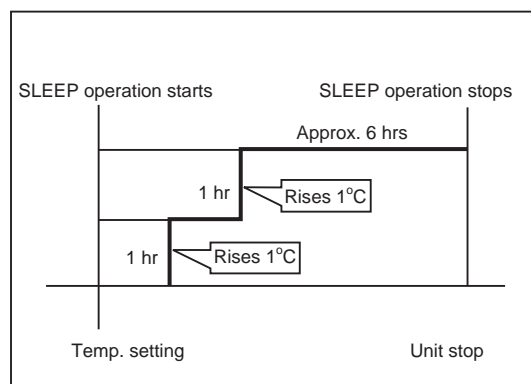 SLEEP operation starts
SLEEP operation stops
Approx. 6 hrs
1 hr
Rises 1°C
1 hr
Rises 1°C
Temp. setting
Unit stop